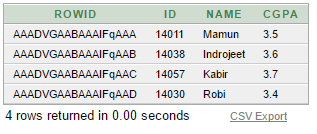 ROWID ID NAME CGPA
AAADVGAABAAAIFqAAA 14011 Mamun 3.5
AAADVGAABAAAIFqAAB 14038 Indrojeet 3.6
AAADVGAABAAAIFqAAC 14057 Kabir 3.7
AAADVGAABAAAIFqAAD 14030 Robi 3.4
4 rows returned in 0.00 seconds CSV Export